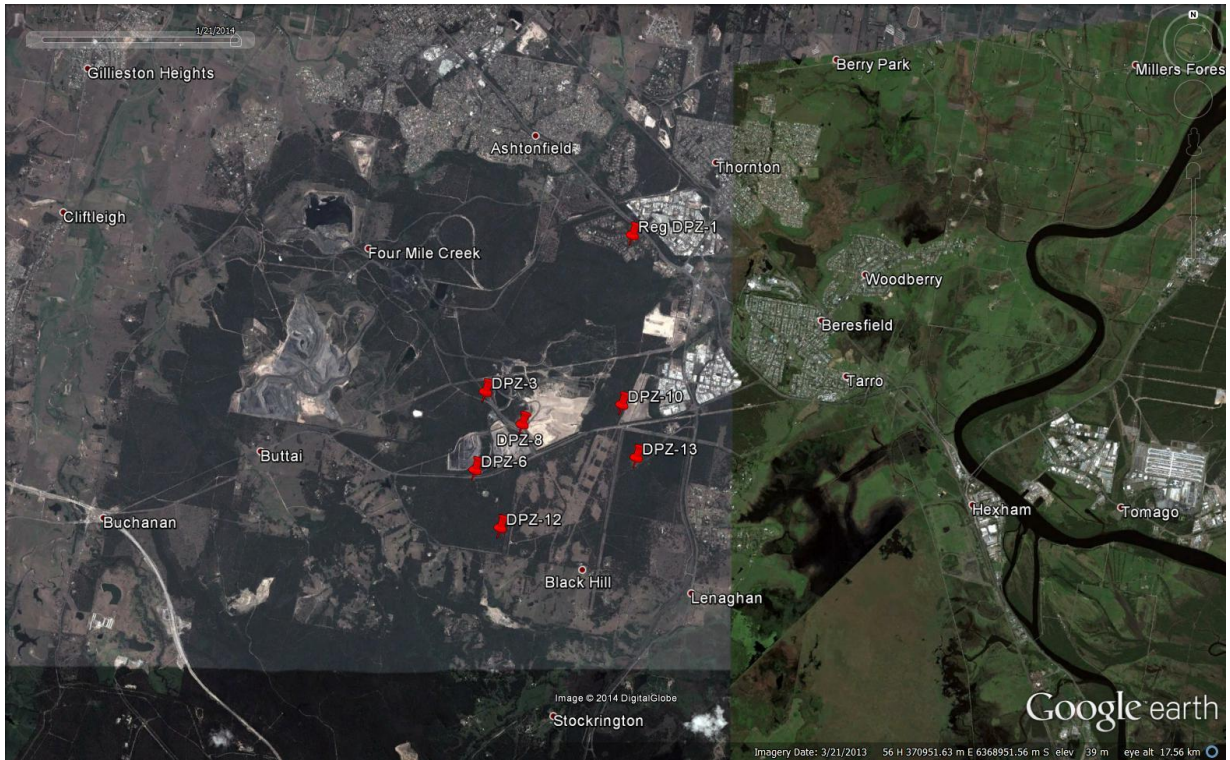 N
1/21/2014
Berry Park
Millers Fores
Gillieston Heights
Ashtonfield
Thornton
Cliftleigh
Reg DPZ-1
Four Mile Creek
Woodberry
Beresfield
Tarro
DPZ-3
DPZ-10
DPZ-8
DPZ-13
Buttai
DPZ-6
Hexham
Tomago
DPZ-12
Buchanan
Black Hill
Lenaghan
Image © 2014 DigitalGlobe
Stockrington
Google earth
Imagery Date: 3/21/2013 56 H 370951.63 m E 6368951.56 m S elev 39 m eye alt 17.56 km